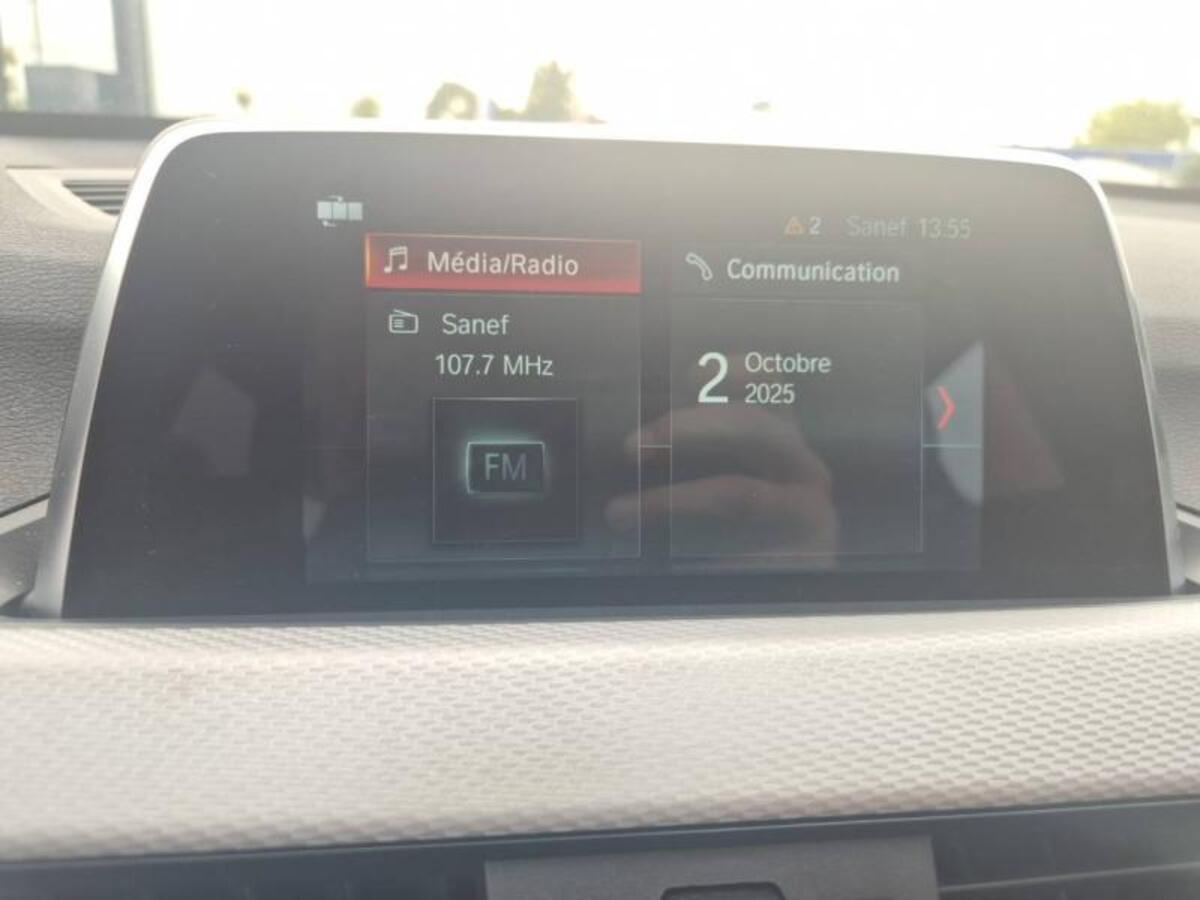 2 Sanef 13:55
Média/Radio
Communication
Sanef
107.7 MHz
FM
2 Octobre
2025